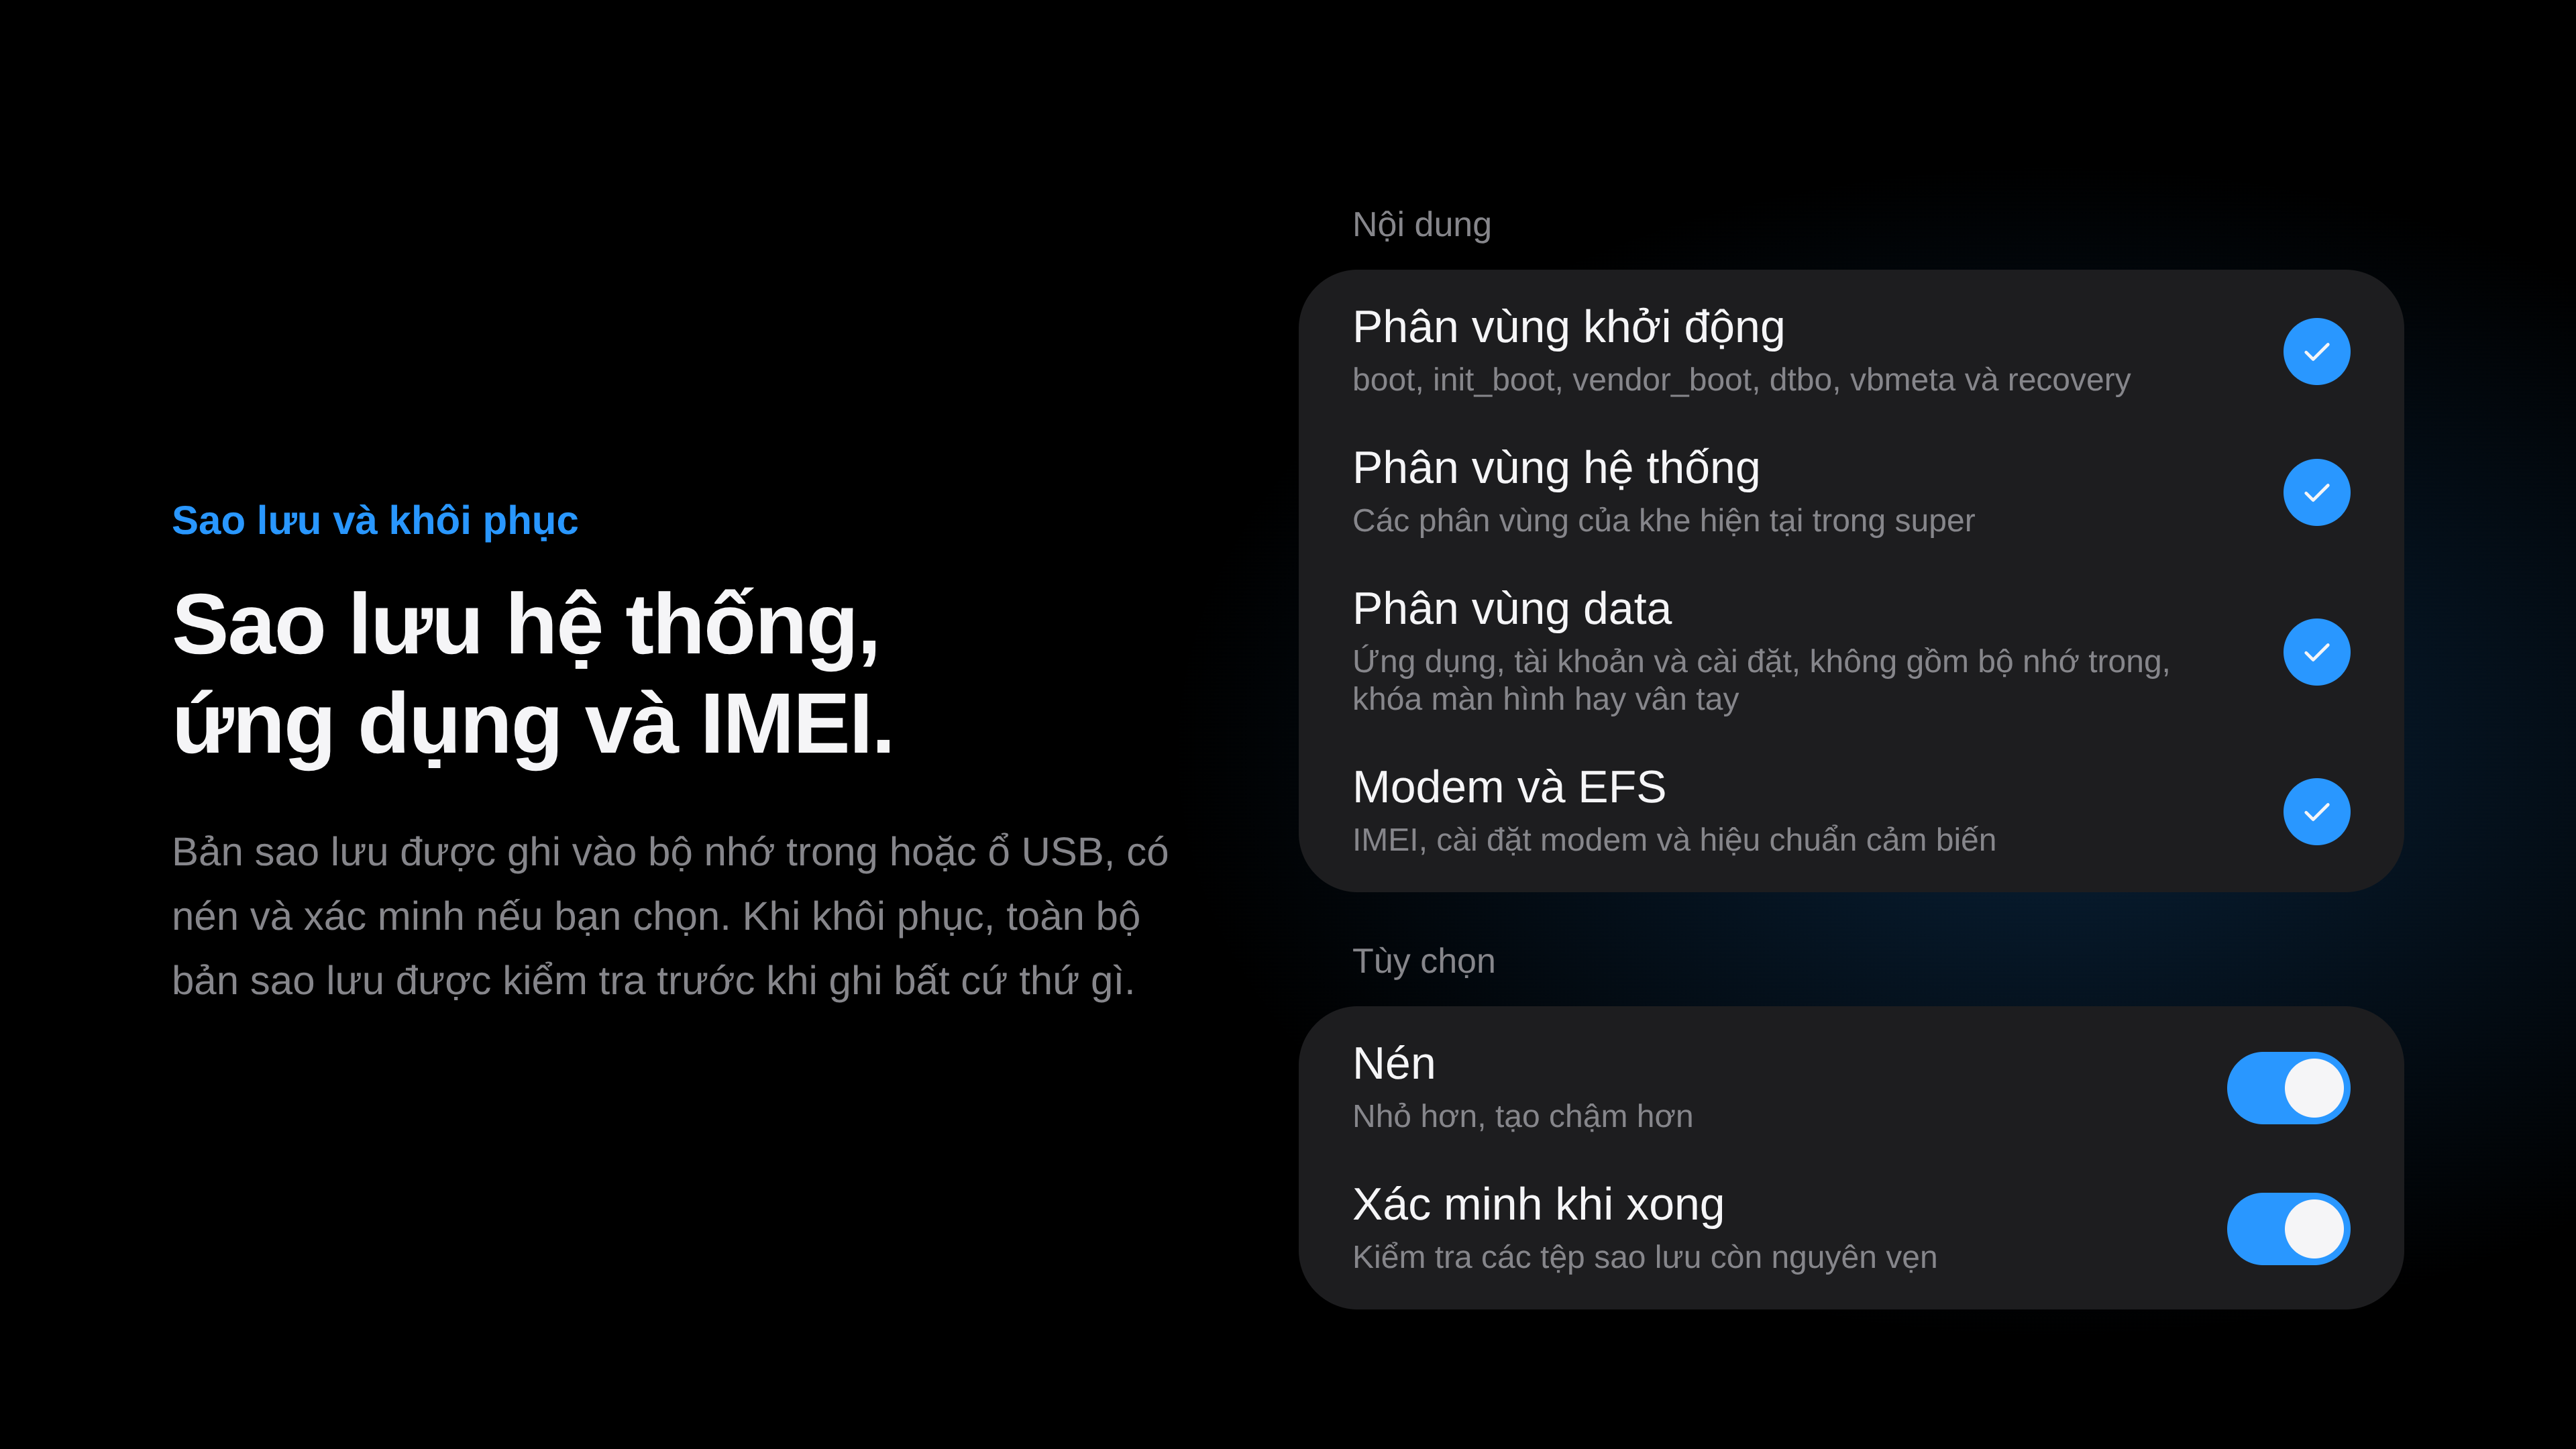 Sao lưu và khôi phục
Sao lưu hệ thống,
ứng dụng và IMEI.
Bản sao lưu được ghi vào bộ nhớ trong hoặc ổ USB, có
nén và xác minh nếu bạn chọn. Khi khôi phục, toàn bộ
bản sao lưu được kiểm tra trước khi ghi bất cứ thứ gì.
Nội dung
Phân vùng khởi động
boot, init_boot, vendor_boot, dtbo, vbmeta và recovery
Phân vùng hệ thống
Các phân vùng của khe hiện tại trong super
Phân vùng data
Ứng dụng, tài khoản và cài đặt, không gồm bộ nhớ trong,
khóa màn hình hay vân tay
Modem và EFS
IMEI, cài đặt modem và hiệu chuẩn cảm biến
Tùy chọn
Nén
Nhỏ hơn, tạo chậm hơn
Xác minh khi xong
Kiểm tra các tệp sao lưu còn nguyên vẹn